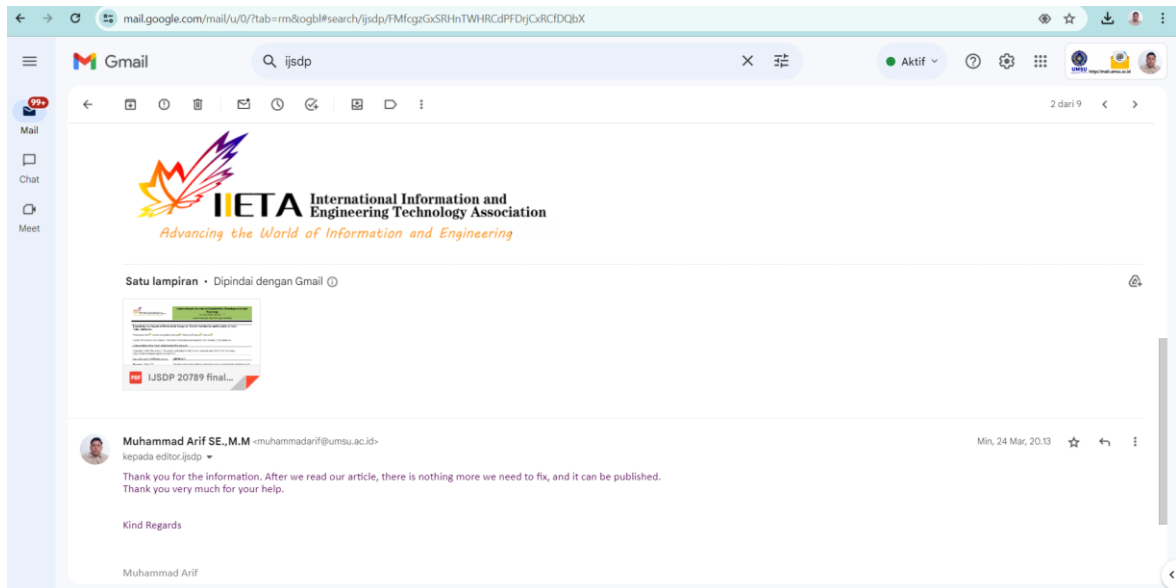 mail.google.com/mail/u/0/?tab=rm&ogbl#search/ijsdp/FMfcgzGxSRHnTWHRCdPFDrjCxRCfDQbX
Gmail
ijsdp
Aktif
UMSU
99+
2 dari 9
Mail
Chat
Meet
IIETA International Information and
Engineering Technology Association
Advancing the World of Information and Engineering
Satu lampiran • Dipindai dengan Gmail
PDF IJSDP 20789 final...
Muhammad Arif SE.,M.M <muhammadarif@umsu.ac.id>
Min, 24 Mar, 20.13
kepada editor.ijsdp
Thank you for the information. After we read our article, there is nothing more we need to fix, and it can be published.
Thank you very much for your help.
Kind Regards
Muhammad Arif